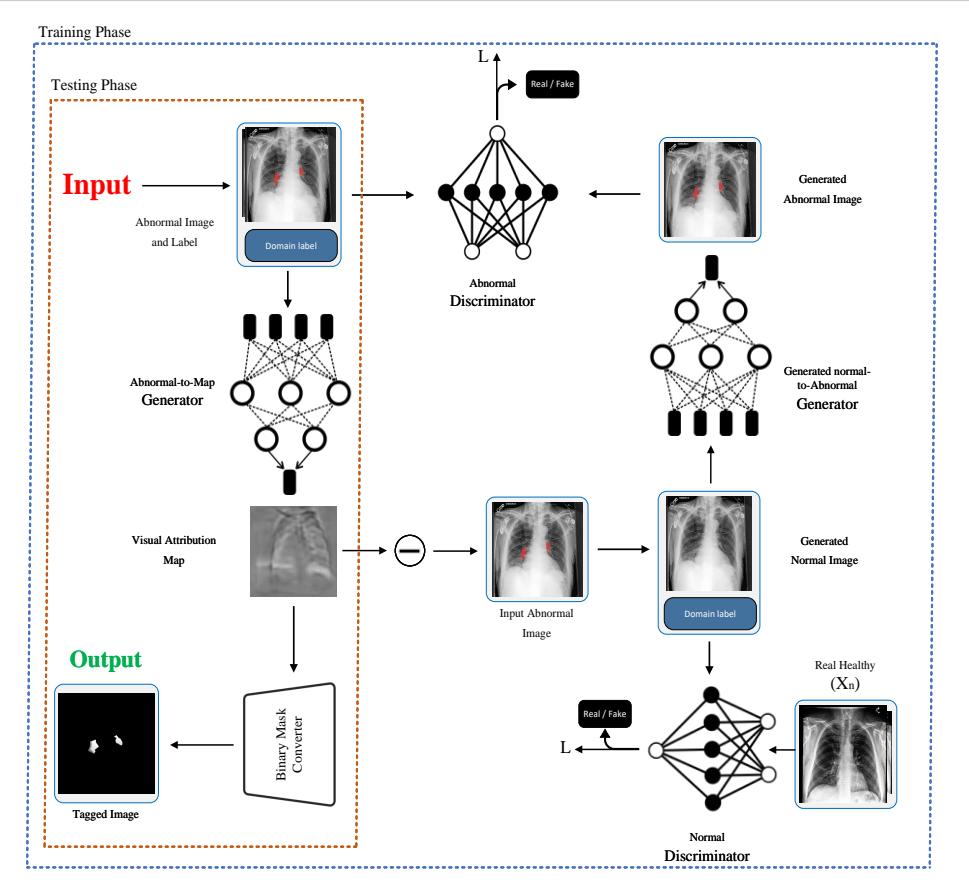 Training Phase
Testing Phase
L
Real / Fake
Input
Abnormal Image
and Label
Domain label
Abnormal
Discriminator
Generated
Abnormal Image
Abnormal-to-Map
Generator
Generated normal-
to-Abnormal
Generator
Visual Attribution
Map
Input Abnormal
Image
Generated
Normal Image
Domain label
Output
Tagged Image
Binary Mask
Converter
Real / Fake
L
Real Healthy
(Xn)
Normal
Discriminator